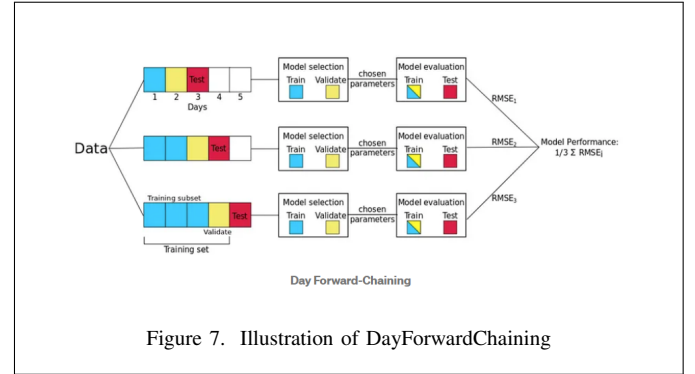 Data
Test
1 2 3 4 5
Days
Model selection
Train Validate
chosen
parameters
Model evaluation
Train Test
RMSE1
Test
Model selection
Train Validate
chosen
parameters
Model evaluation
Train Test
RMSE2
Training subset
Test
Validate
Training set
Model selection
Train Validate
chosen
parameters
Model evaluation
Train Test
RMSE3
Model Performance:
1/3 Σ RMSEi
Day Forward-Chaining
Figure 7. Illustration of DayForwardChaining